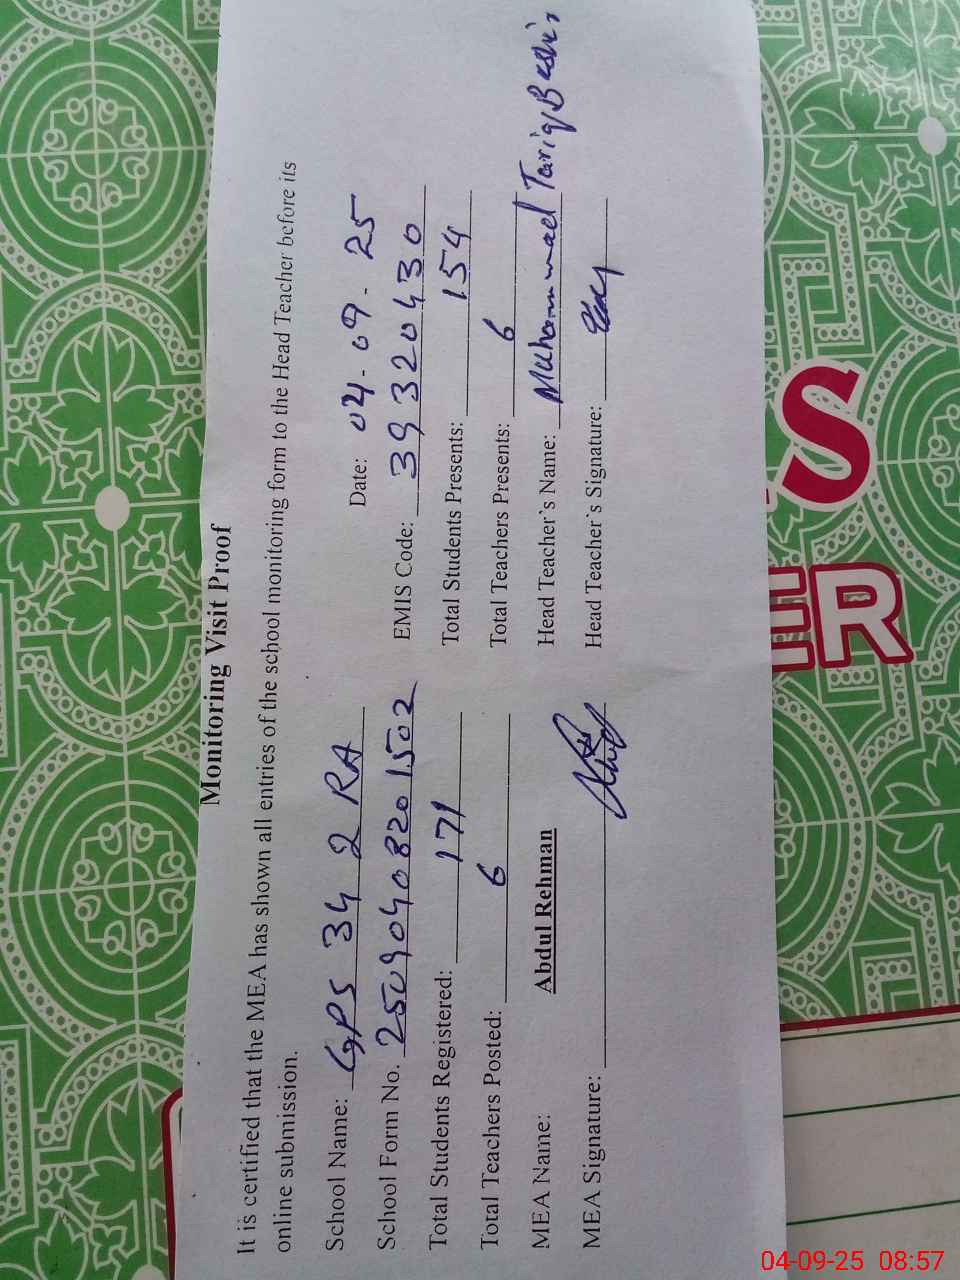 Monitoring Visit Proof
It is certified that the MEA has shown all entries of the school monitoring form to the Head Teacher before its
online submission.
School Name: GPS 34 2 RA Date: 04-09-25
School Form No. 25090408201502 EMIS Code: 39320430
Total Students Registered: 171 Total Students Presents: 154
Total Teachers Posted: 6 Total Teachers Presents: 6
MEA Name: Abdul Rehman Head Teacher's Name: Muhammad Tariq Bashir
MEA Signature: Head Teacher's Signature:
S
ER
04-09-25 08:57